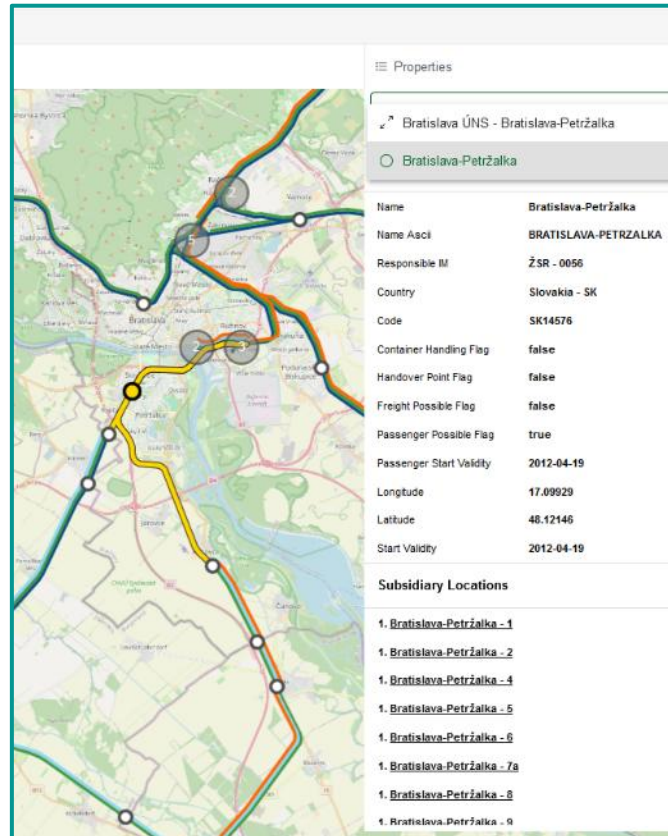 Properties
Bratislava ÚNS - Bratislava-Petržalka
Bratislava-Petržalka
Name Bratislava-Petržalka
Name Ascii BRATISLAVA-PETRZALKA
Responsible IM ŽSR - 0056
Country Slovakia - SK
Code SK14576
Container Handling Flag false
Handover Point Flag false
Freight Possible Flag false
Passenger Possible Flag true
Passenger Start Validity 2012-04-19
Longitude 17.09929
Latitude 48.12146
Start Validity 2012-04-19
Subsidiary Locations
1. Bratislava-Petržalka - 1
1. Bratislava-Petržalka - 2
1. Bratislava-Petržalka - 4
1. Bratislava-Petržalka - 5
1. Bratislava-Petržalka - 6
1. Bratislava-Petržalka - 7a
1. Bratislava-Petržalka - 8
1. Bratislava-Petržalka - 9
2
5
Bratislava
2
3